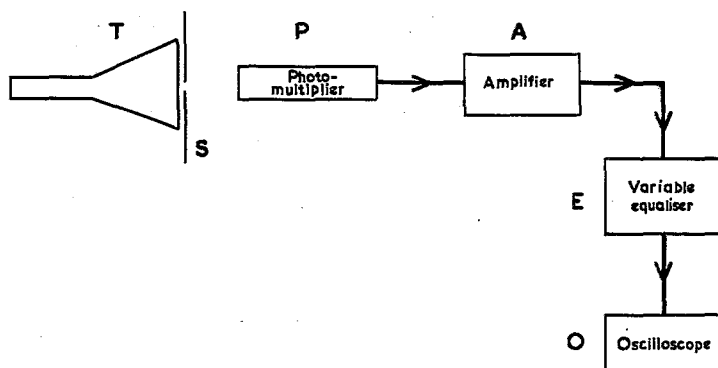 T
P
A
Photo-
multiplier
Amplifier
S
E
Variable
equaliser
O
Oscilloscope